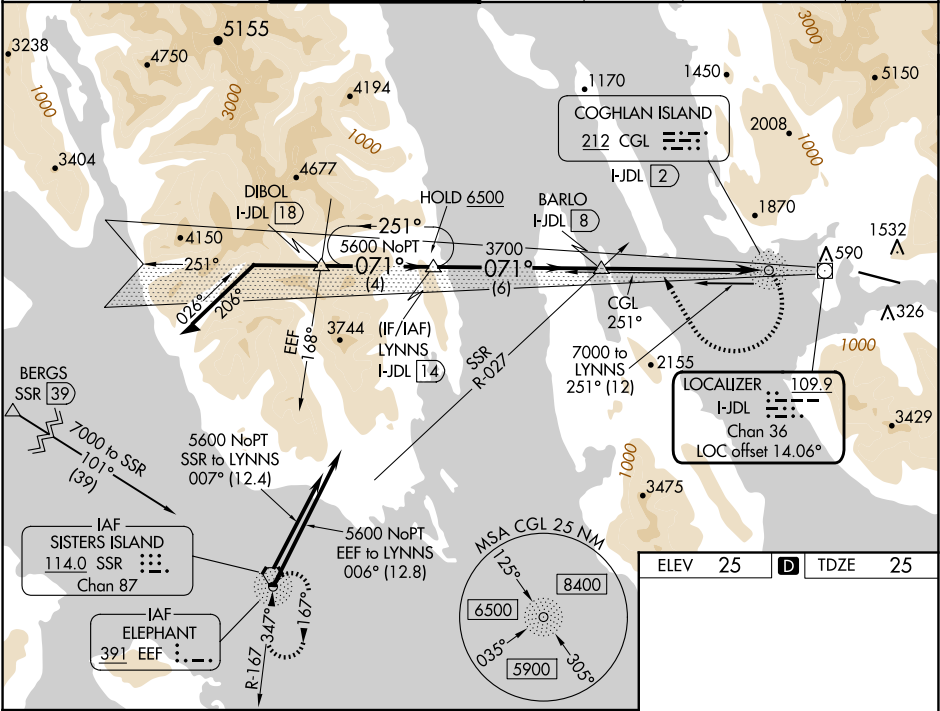 3238
5155
4750
1000
3000
4194
1000
3404
4677
1170
1450
3000
5150
COGHLAN ISLAND
212 CGL
2008
1000
I-JDL 2
DIBOL
I-JDL 18
HOLD 6500
BARLO
I-JDL 8
1870
4150
251°
5600 NoPT
3700
590
1532
251°
071°
(4)
071°
(6)
026°
206°
CGL
251°
326
EEF
168°
3744
(IF/IAF)
LYNNS
I-JDL 14
SSR
R-027
7000 to
LYNNS
251° (12)
2155
1000
BERGS
SSR 39
7000 to SSR
101°
(39)
LOCALIZER 109.9
I-JDL
Chan 36
LOC offset 14.06°
3429
5600 NoPT
SSR to LYNNS
007° (12.4)
1000
3475
IAF
SISTERS ISLAND
114.0 SSR
Chan 87
5600 NoPT
EEF to LYNNS
006° (12.8)
MSA CGL 25 NM
125°
8400
6500
035°
5900
305°
ELEV 25 D TDZE 25
IAF
ELEPHANT
391 EEF
347°
167°
R-167